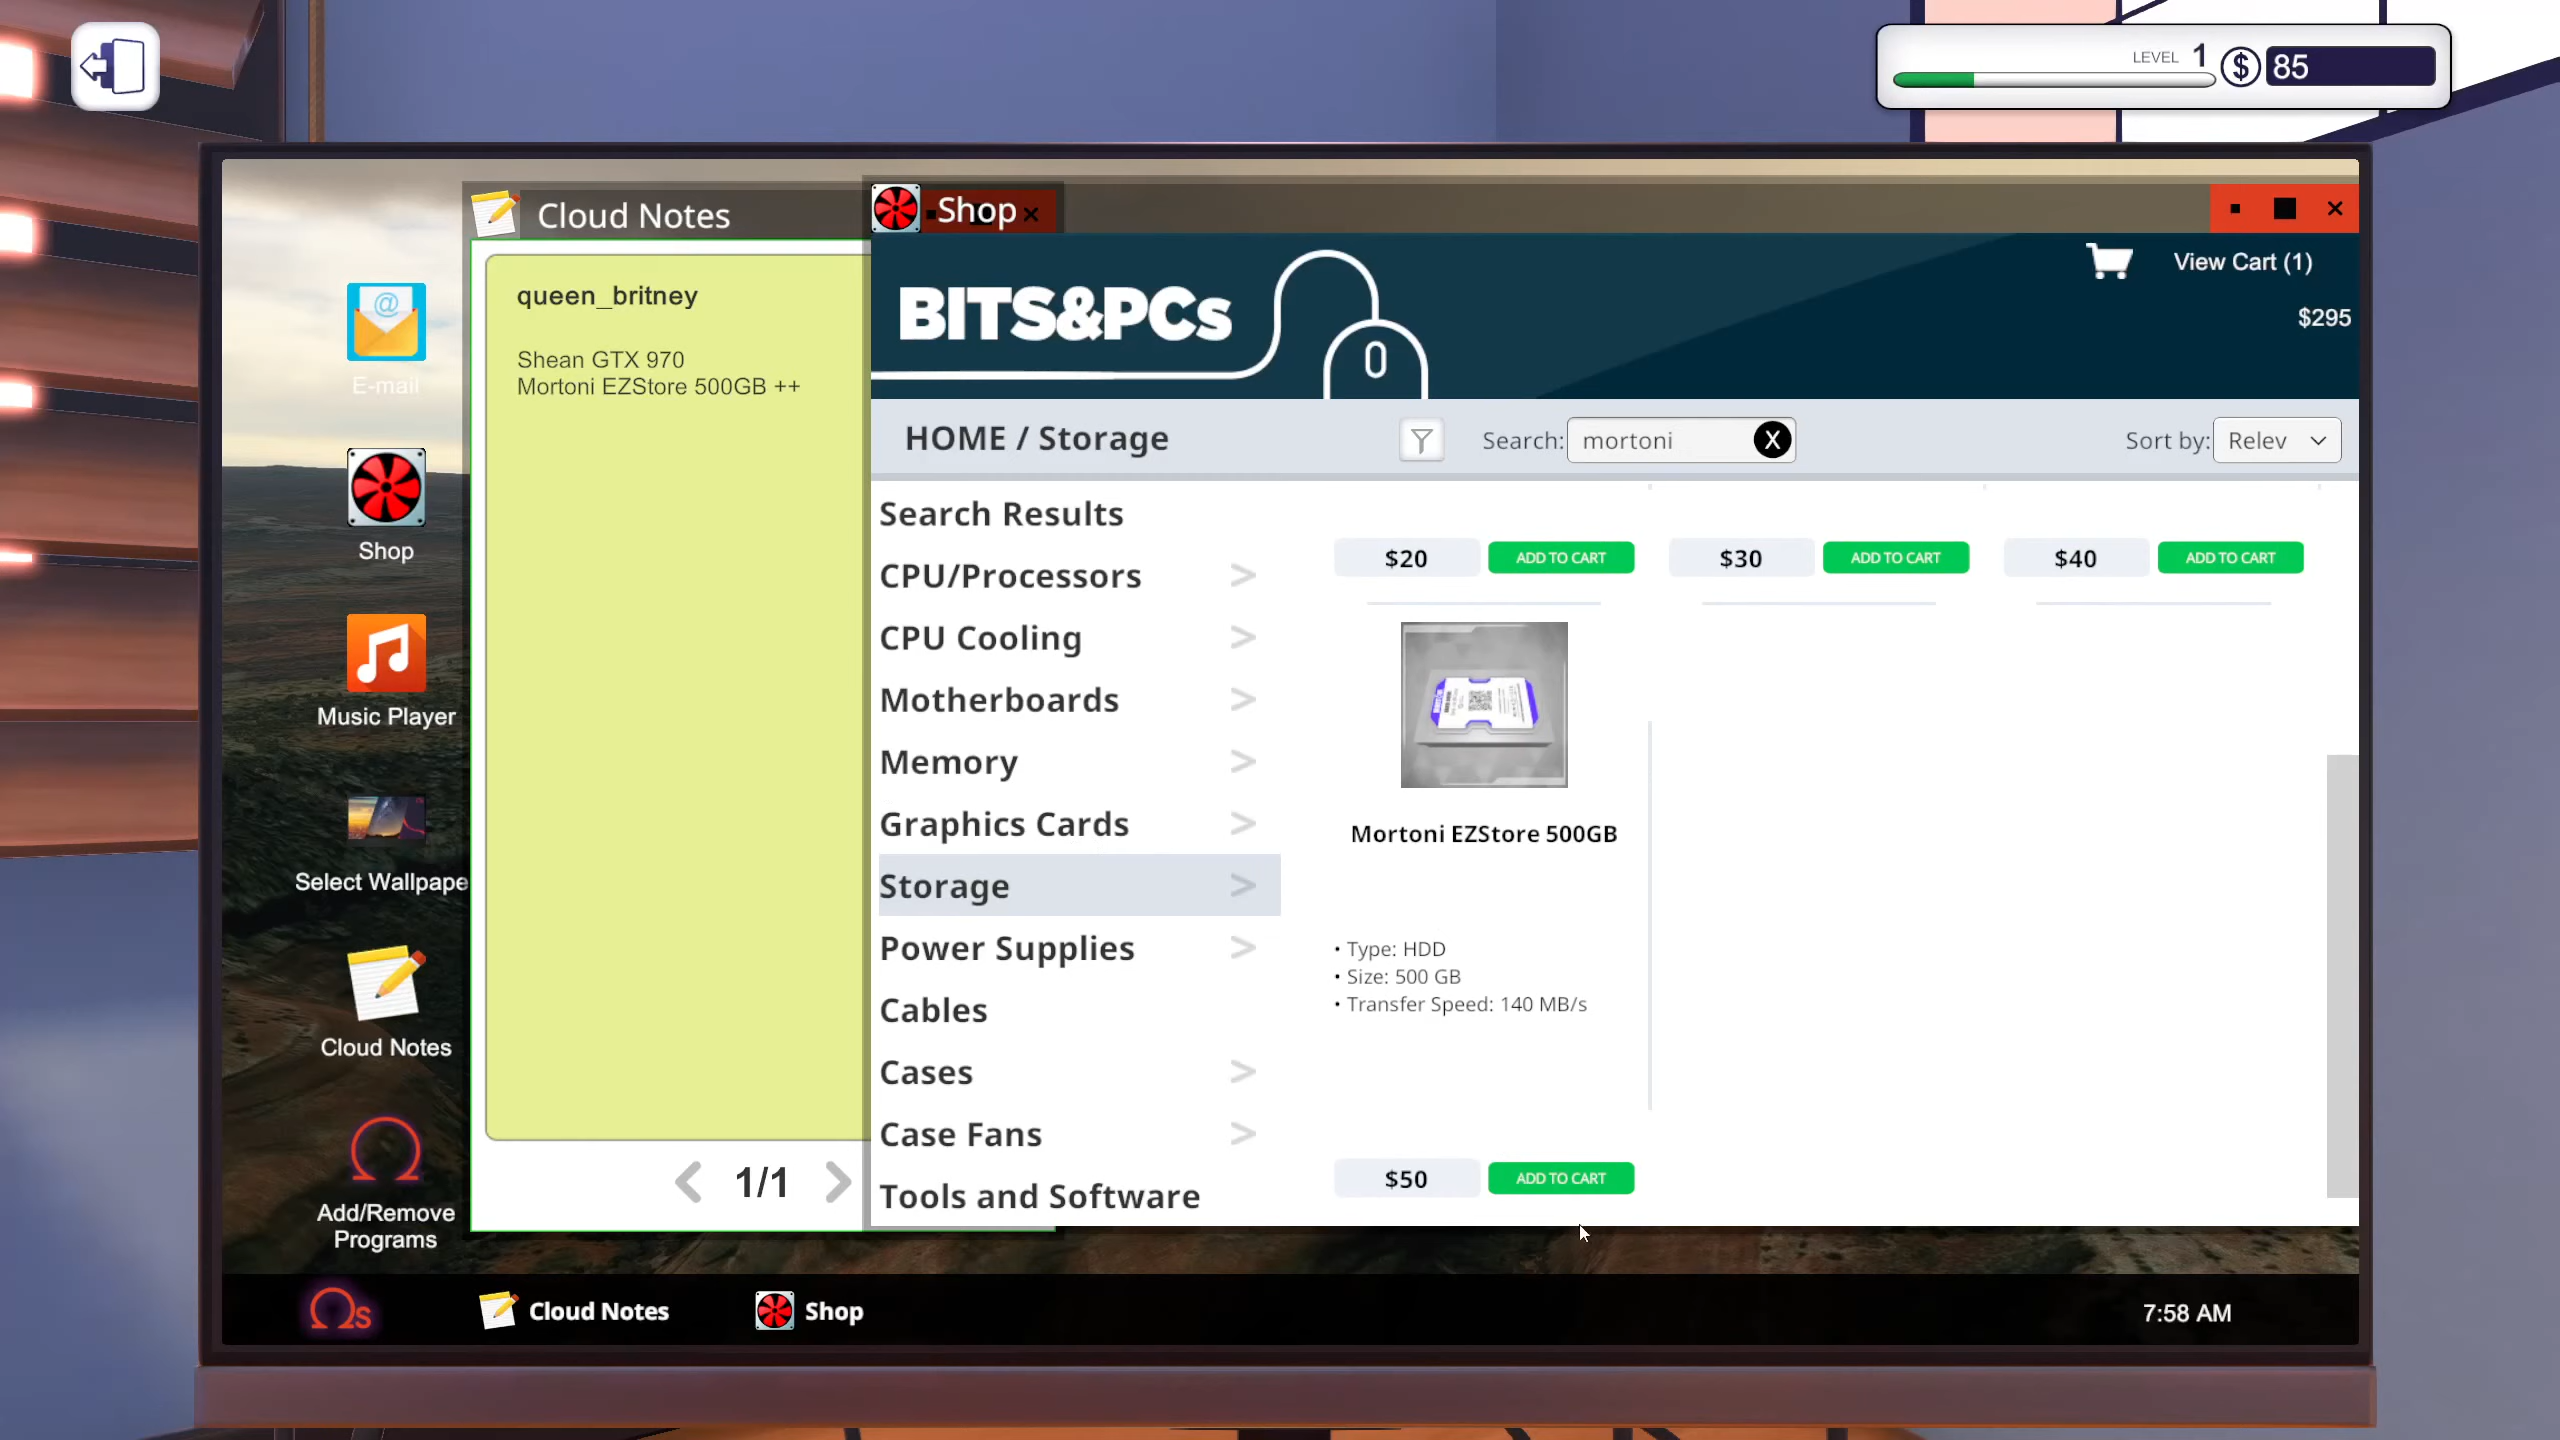 LEVEL 1
$ 85
Cloud Notes
queen_britney
Shean GTX 970
Mortoni EZStore 500GB ++
1/1
Shop
BITS&PCs
View Cart (1)
$295
HOME / Storage
Search:
mortoni
X
Sort by:
Relev
Search Results
CPU/Processors >
CPU Cooling >
Motherboards >
Memory >
Graphics Cards >
Storage >
Power Supplies >
Cables
Cases >
Case Fans >
Tools and Software
$20
ADD TO CART
$30
ADD TO CART
$40
ADD TO CART
Mortoni EZStore 500GB
• Type: HDD
• Size: 500 GB
• Transfer Speed: 140 MB/s
$50
ADD TO CART
E-mail
Shop
Music Player
Select Wallpape
Cloud Notes
Add/Remove
Programs
Ωs
Cloud Notes
Shop
7:58 AM